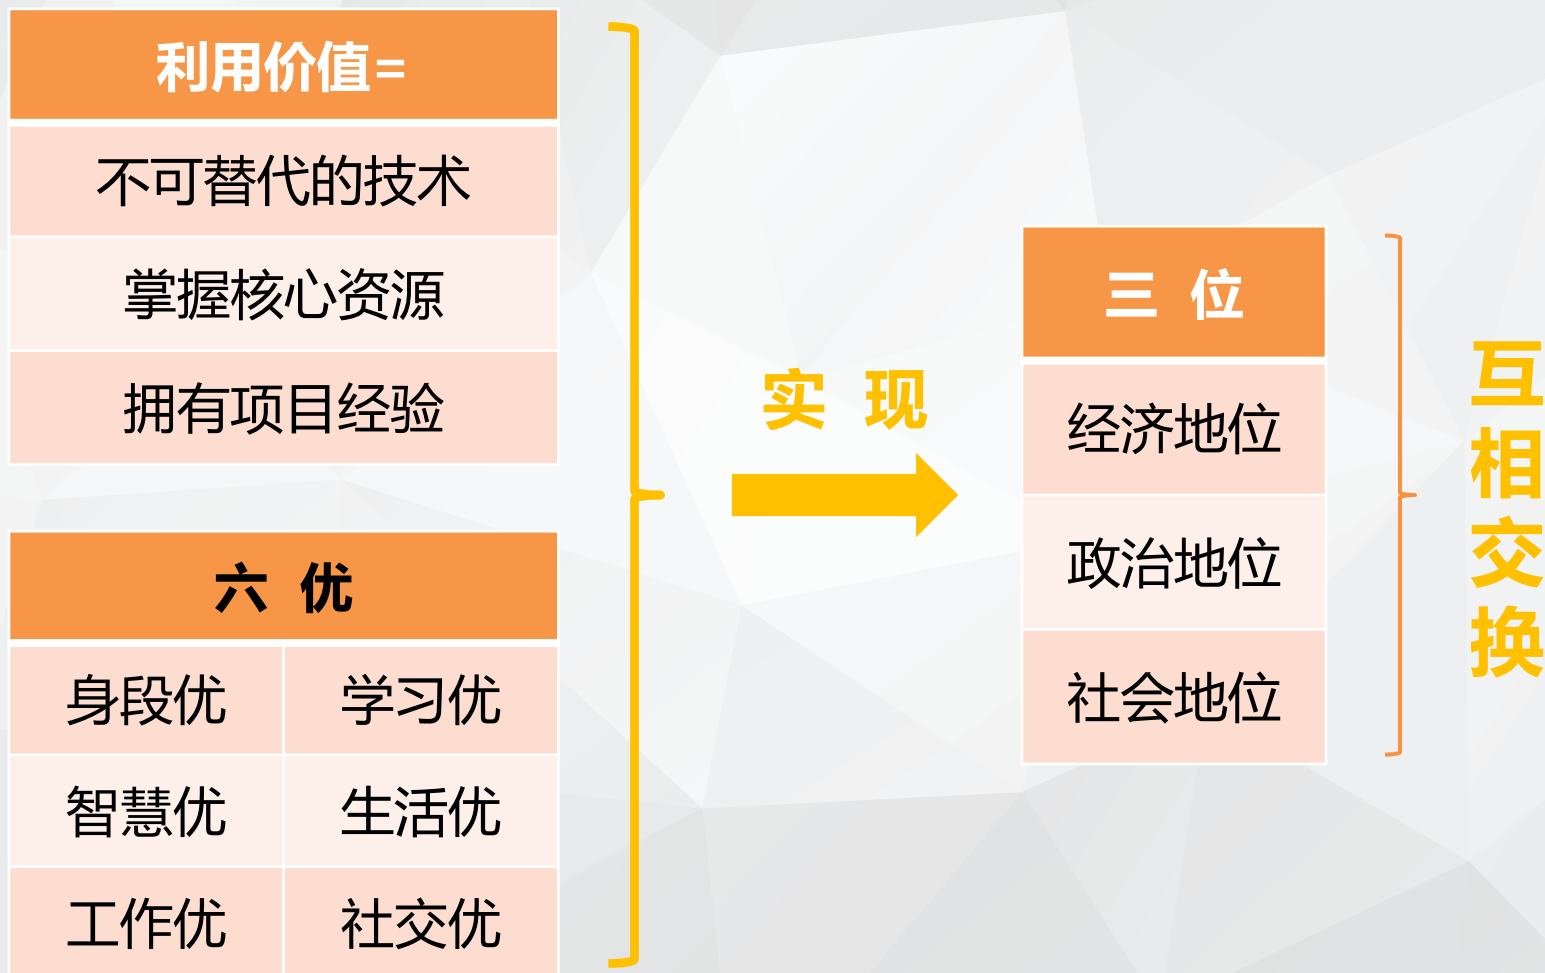 利用价值=
不可替代的技术
掌握核心资源
拥有项目经验
六 优
身段优 学习优
智慧优 生活优
工作优 社交优
实 现
三 位
经济地位
政治地位
社会地位
互
相
交
换